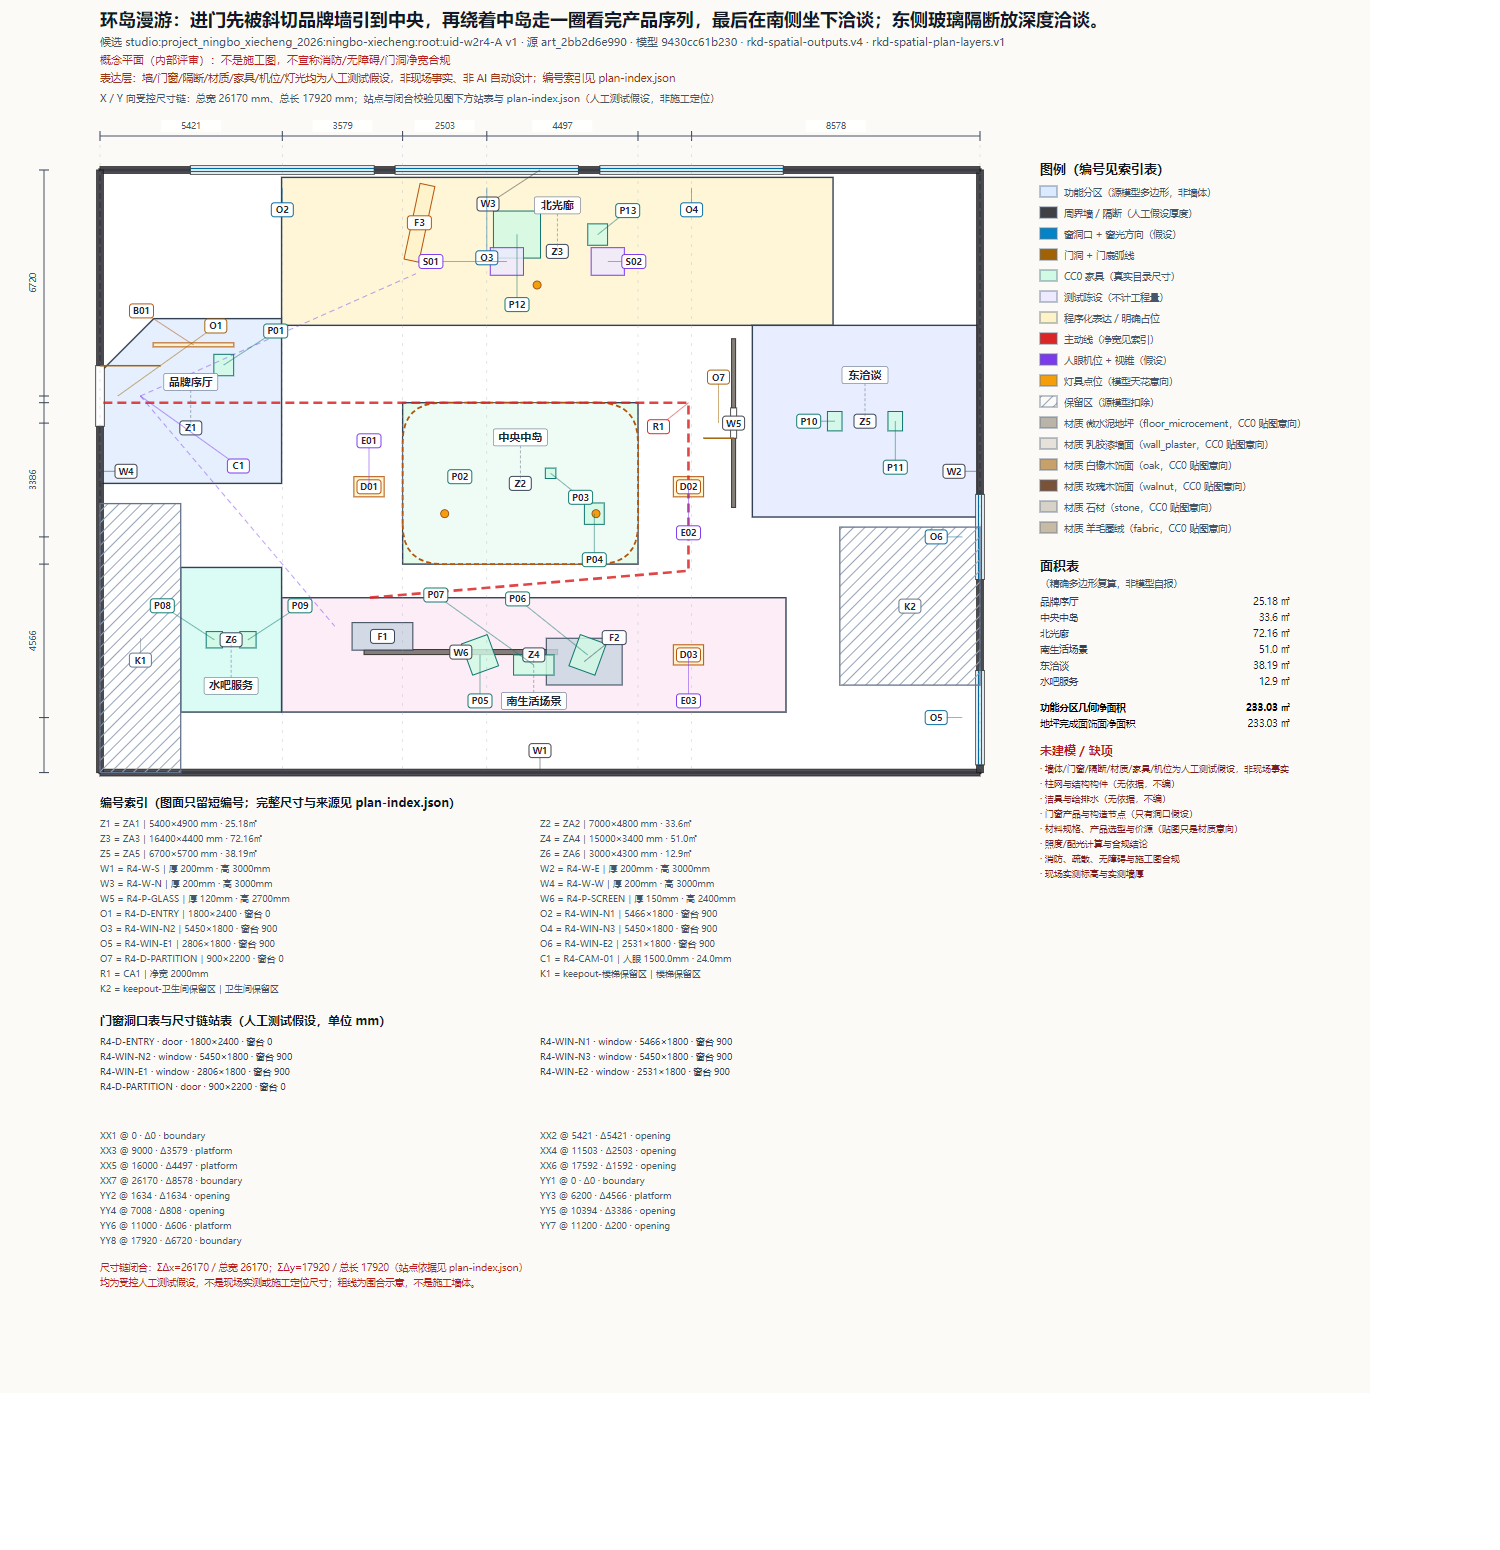 环岛漫游：进门先被斜切品牌墙引到中央，再绕着中岛走一圈看完产品序列，最后在南侧坐下洽谈；东侧玻璃隔断放深度洽谈。
候选 studio:project_ningbo_xiecheng_2026:ningbo-xiecheng:root:uid-w2r4-A v1 · 源 art_2bb2d6e990 · 模型 9430cc61b230 · rkd-spatial-outputs.v4 · rkd-spatial-plan-layers.v1
概念平面（内部评审）：不是施工图，不宣称消防/无障碍/门洞净宽合规
表达层：墙/门窗/隔断/材质/家具/机位/灯光均为人工测试假设，非现场事实、非 AI 自动设计；编号索引见 plan-index.json
X / Y 向受控尺寸链：总宽 26170 mm、总长 17920 mm；站点与闭合校验见图下方站表与 plan-index.json（人工测试假设，非施工定位）
5421 3579 2503 4497 8578
6720
3386
4566
O2
W3
北光廊
P13
O4
F3
S01
O3
Z3
S02
P12
B01
O1
P01
品牌序厅
Z1
C1
W4
E01
D01
中央中岛
P02
Z2
P03
P04
R1
D02
E02
O7
W5
东洽谈
P10
Z5
P11
W2
O6
K2
O5
P08
P09
Z6
水吧服务
K1
P07
P06
F1
W6
Z4
F2
P05
南生活场景
D03
E03
W1
图例（编号见索引表）
功能分区（源模型多边形，非墙体）
周界墙 / 隔断（人工假设厚度）
窗洞口 + 窗光方向（假设）
门洞 + 门扇弧线
CC0 家具（真实目录尺寸）
测试陈设（不计工程量）
程序化表达 / 明确占位
主动线（净宽见索引）
人眼机位 + 视锥（假设）
灯具点位（模型天花意向）
保留区（源模型扣除）
材质 微水泥地坪（floor_microcement，CC0 贴图意向）
材质 乳胶漆墙面（wall_plaster，CC0 贴图意向）
材质 白橡木饰面（oak，CC0 贴图意向）
材质 玫瑰木饰面（walnut，CC0 贴图意向）
材质 石材（stone，CC0 贴图意向）
材质 羊毛圈绒（fabric，CC0 贴图意向）
面积表
（精确多边形复算，非模型自报）
品牌序厅 25.18 ㎡
中央中岛 33.6 ㎡
北光廊 72.16 ㎡
南生活场景 51.0 ㎡
东洽谈 38.19 ㎡
水吧服务 12.9 ㎡
功能分区几何净面积 233.03 ㎡
地坪完成面饰面净面积 233.03 ㎡
未建模 / 缺项
· 墙体/门窗/隔断/材质/家具/机位为人工测试假设，非现场事实
· 柱网与结构构件（无依据，不编）
· 洁具与给排水（无依据，不编）
· 门窗产品与构造节点（只有洞口假设）
· 材料规格、产品选型与价源（贴图只是材质意向）
· 照度/配光计算与合规结论
· 消防、疏散、无障碍与施工图合规
· 现场实测标高与实测墙厚
编号索引（图面只留短编号；完整尺寸与来源见 plan-index.json）
Z1 = ZA1 | 5400×4900 mm · 25.18㎡
Z2 = ZA2 | 7000×4800 mm · 33.6㎡
Z3 = ZA3 | 16400×4400 mm · 72.16㎡
Z4 = ZA4 | 15000×3400 mm · 51.0㎡
Z5 = ZA5 | 6700×5700 mm · 38.19㎡
Z6 = ZA6 | 3000×4300 mm · 12.9㎡
W1 = R4-W-S | 厚 200mm · 高 3000mm
W2 = R4-W-E | 厚 200mm · 高 3000mm
W3 = R4-W-N | 厚 200mm · 高 3000mm
W4 = R4-W-W | 厚 200mm · 高 3000mm
W5 = R4-P-GLASS | 厚 120mm · 高 2700mm
W6 = R4-P-SCREEN | 厚 150mm · 高 2400mm
O1 = R4-D-ENTRY | 1800×2400 · 窗台 0
O2 = R4-WIN-N1 | 5466×1800 · 窗台 900
O3 = R4-WIN-N2 | 5450×1800 · 窗台 900
O4 = R4-WIN-N3 | 5450×1800 · 窗台 900
O5 = R4-WIN-E1 | 2806×1800 · 窗台 900
O6 = R4-WIN-E2 | 2531×1800 · 窗台 900
O7 = R4-D-PARTITION | 900×2200 · 窗台 0
C1 = R4-CAM-01 | 人眼 1500.0mm · 24.0mm
R1 = CA1 | 净宽 2000mm
K1 = keepout-楼梯保留区 | 楼梯保留区
K2 = keepout-卫生间保留区 | 卫生间保留区
门窗洞口表与尺寸链站表（人工测试假设，单位 mm）
R4-D-ENTRY · door · 1800×2400 · 窗台 0
R4-WIN-N1 · window · 5466×1800 · 窗台 900
R4-WIN-N2 · window · 5450×1800 · 窗台 900
R4-WIN-N3 · window · 5450×1800 · 窗台 900
R4-WIN-E1 · window · 2806×1800 · 窗台 900
R4-WIN-E2 · window · 2531×1800 · 窗台 900
R4-D-PARTITION · door · 900×2200 · 窗台 0
XX1 @ 0 · Δ0 · boundary
XX2 @ 5421 · Δ5421 · opening
XX3 @ 9000 · Δ3579 · platform
XX4 @ 11503 · Δ2503 · opening
XX5 @ 16000 · Δ4497 · platform
XX6 @ 17592 · Δ1592 · opening
XX7 @ 26170 · Δ8578 · boundary
YY1 @ 0 · Δ0 · boundary
YY2 @ 1634 · Δ1634 · opening
YY3 @ 6200 · Δ4566 · platform
YY4 @ 7008 · Δ808 · opening
YY5 @ 10394 · Δ3386 · opening
YY6 @ 11000 · Δ606 · platform
YY7 @ 11200 · Δ200 · opening
YY8 @ 17920 · Δ6720 · boundary
尺寸链闭合：ΣΔx=26170 / 总宽 26170；ΣΔy=17920 / 总长 17920（站点依据见 plan-index.json）
均为受控人工测试假设，不是现场实测或施工定位尺寸；粗线为围合示意，不是施工墙体。